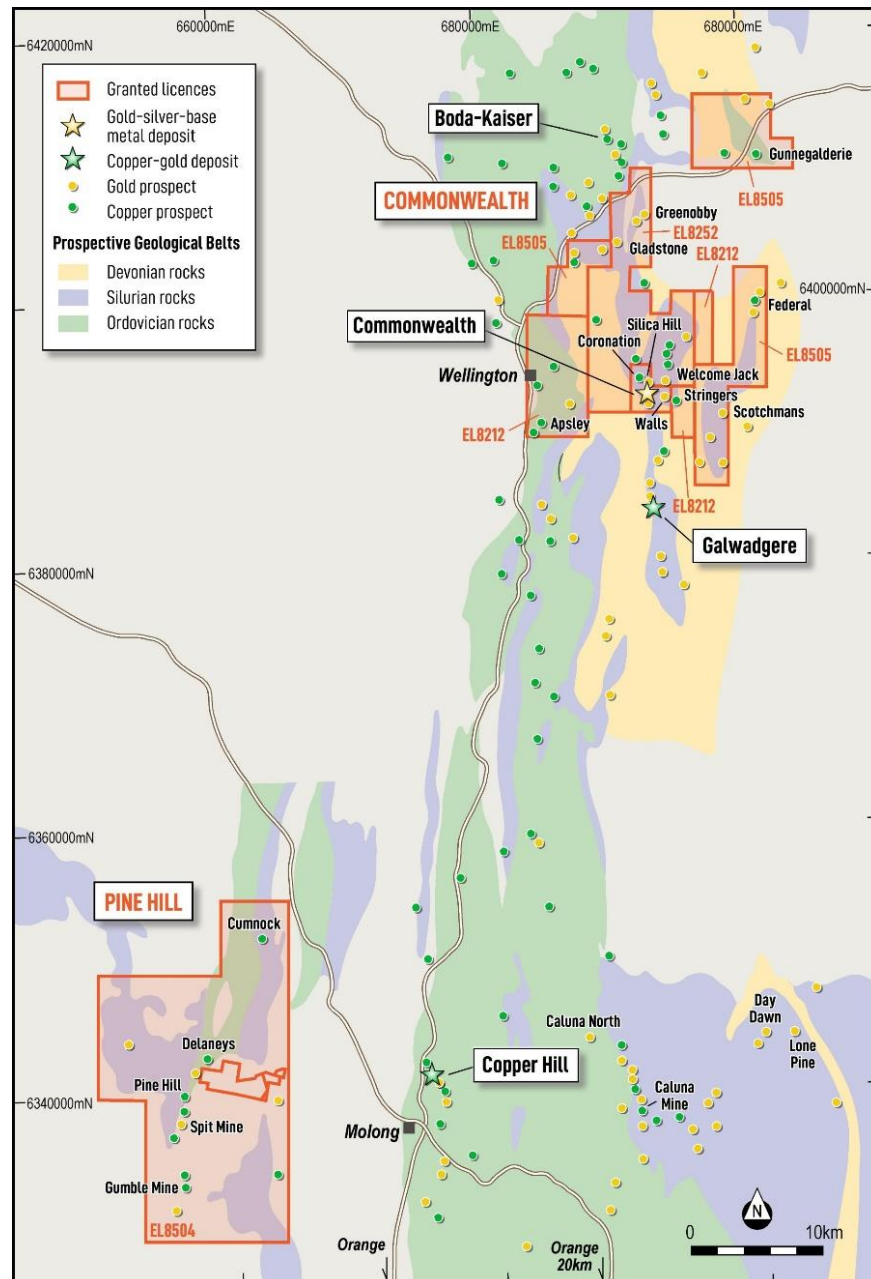 660000mE
680000mE
680000mE
6420000mN
Granted licences
Gold-silver-base
metal deposit
Copper-gold deposit
Gold prospect
Copper prospect
Prospective Geological Belts
Devonian rocks
Silurian rocks
Ordovician rocks
Boda-Kaiser
Gunnegalderie
EL8505
COMMONWEALTH
Greenobby
EL8252
Gladstone
EL8212
EL8505
6400000mN
Federal
Commonwealth
Silica Hill
Coronation
EL8505
Wellington
Welcome Jack
Stringers
Scotchmans
Walls
Apsley
EL8212
EL8212
Galwadgere
6380000mN
6360000mN
PINE HILL
Cumnock
Day
Dawn
Lone
Pine
Caluna North
Delaneys
Copper Hill
Pine Hill
Caluna
Mine
6340000mN
Spit Mine
Molong
Gumble Mine
EL8504
N
0
10km
Orange
Orange
20km